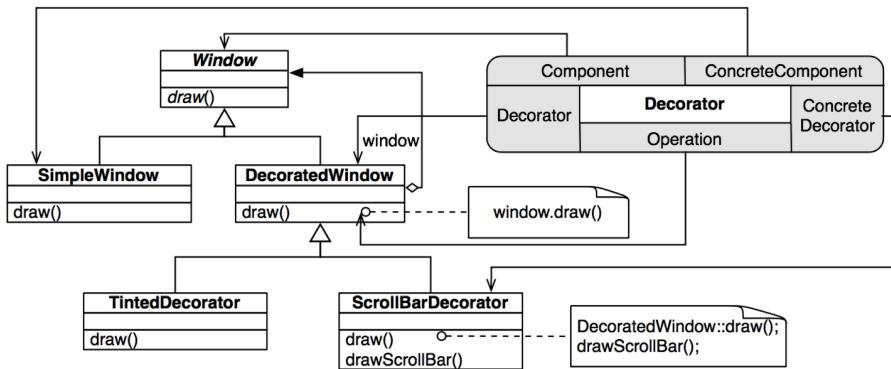 Window
draw()
Component
ConcreteComponent
Decorator
Decorator
Concrete
Decorator
Operation
window
SimpleWindow
draw()
DecoratedWindow
draw()
window.draw()
TintedDecorator
draw()
ScrollBarDecorator
draw()
drawScrollBar()
DecoratedWindow::draw();
drawScrollBar();